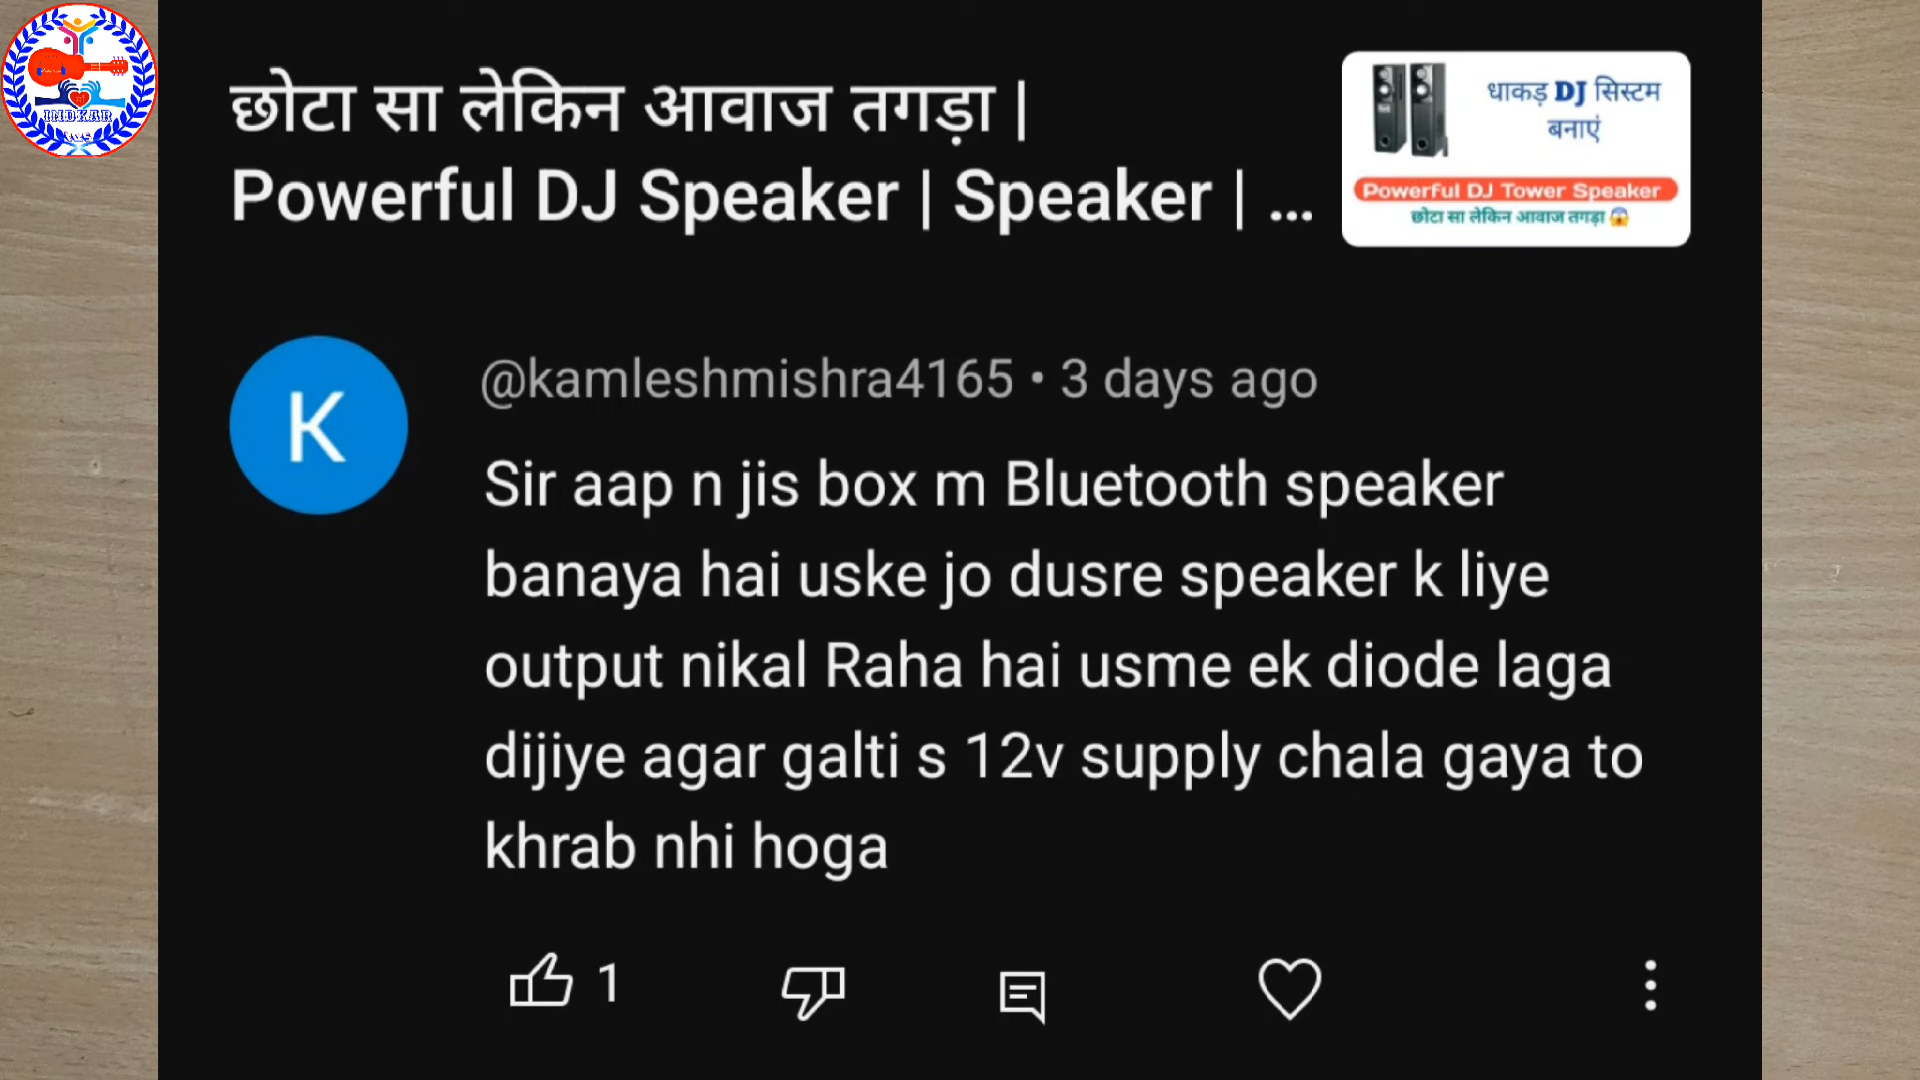 INDKAR
छोटा सा लेकिन आवाज तगड़ा |
Powerful DJ Speaker | Speaker | ...
धाकड़ DJ सिस्टम
बनाएं
Powerful DJ Tower Speaker
छोटा सा लेकिन आवाज तगड़ा 😱
K
@kamleshmishra4165 • 3 days ago
Sir aap n jis box m Bluetooth speaker
banaya hai uske jo dusre speaker k liye
output nikal Raha hai usme ek diode laga
dijiye agar galti s 12v supply chala gaya to
khrab nhi hoga
1